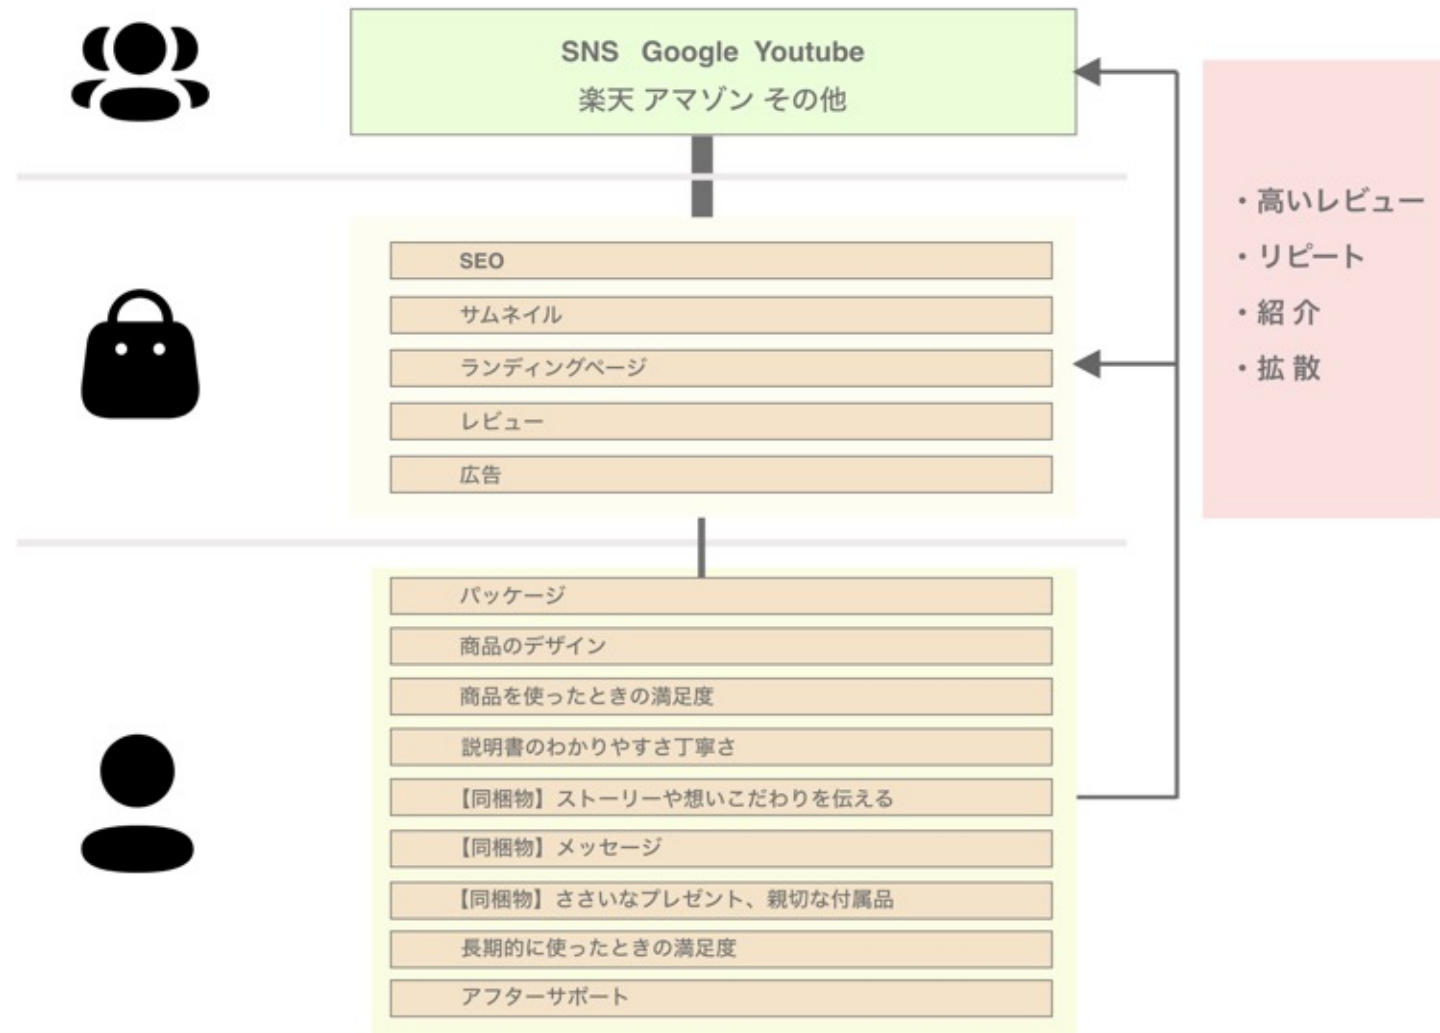 SNS Google Youtube
楽天 アマゾン その他
SEO
サムネイル
ランディングページ
レビュー
広告
パッケージ
商品のデザイン
商品を使ったときの満足度
説明書のわかりやすさ丁寧さ
【同梱物】ストーリーや想いこだわりを伝える
【同梱物】メッセージ
【同梱物】ささいなプレゼント、親切な付属品
長期的に使ったときの満足度
アフターサポート
・高いレビュー
・リピート
・紹 介
・拡 散